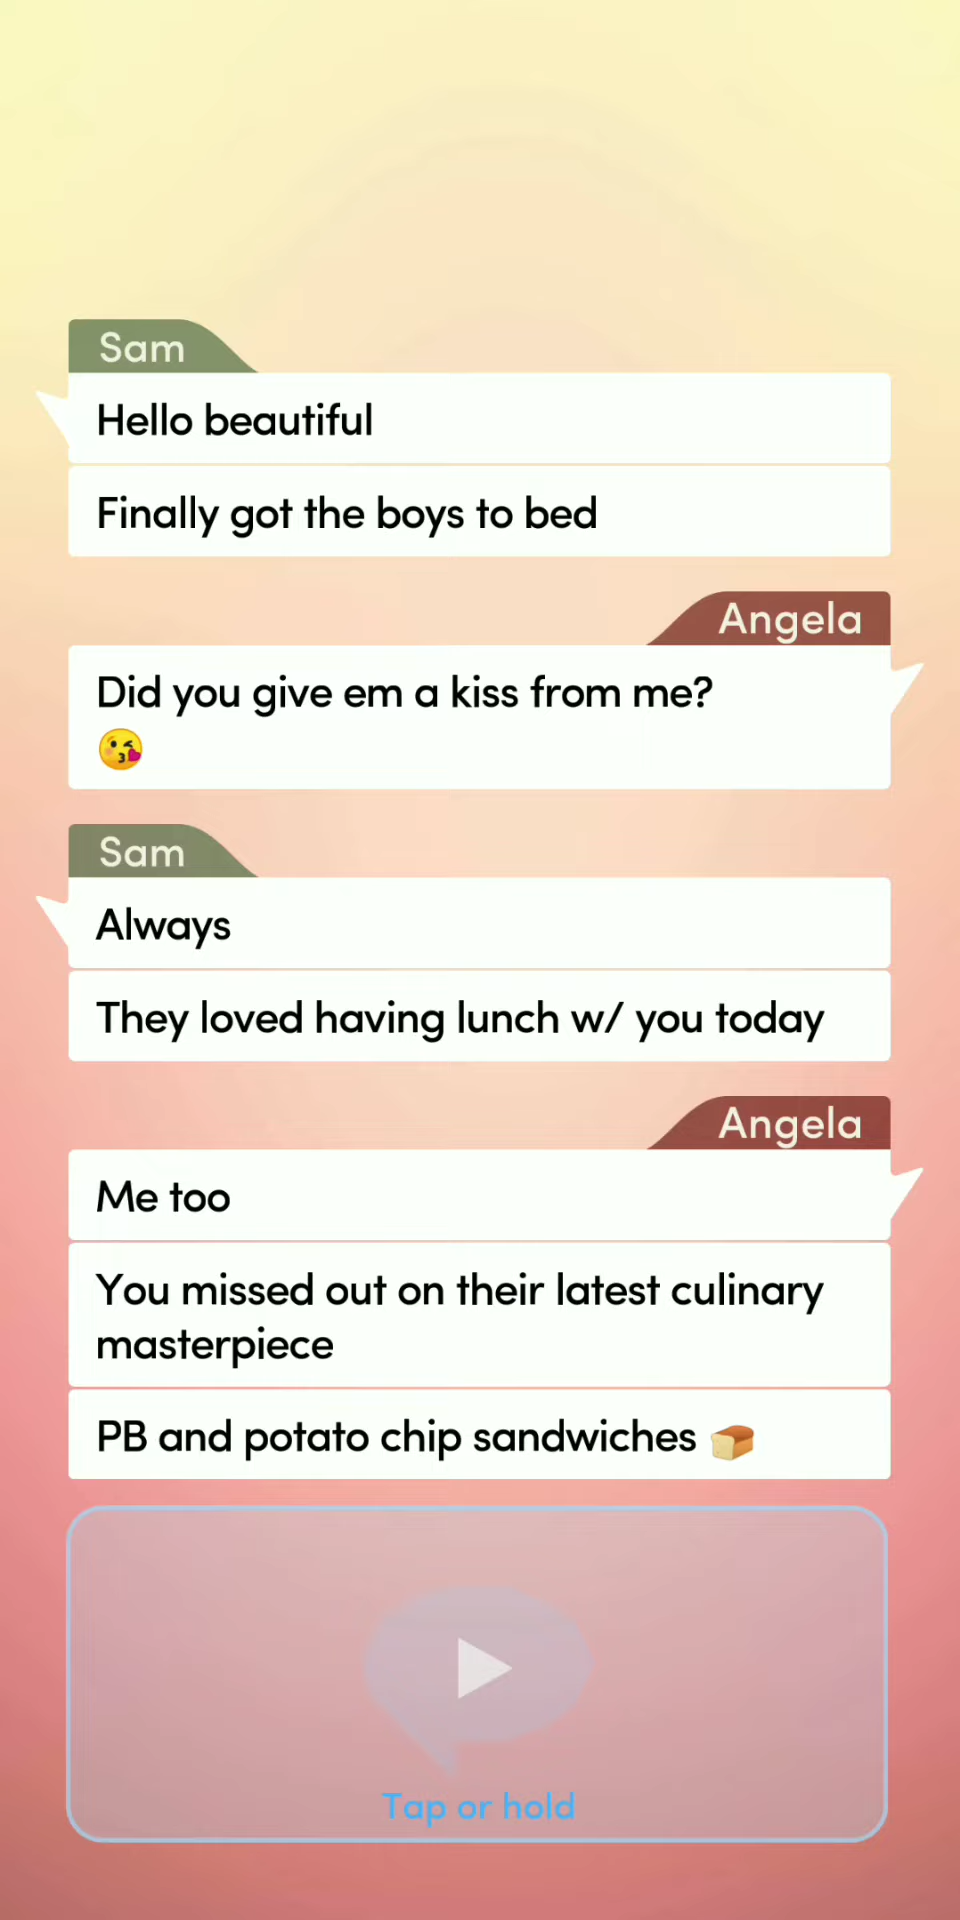 Sam
Hello beautiful
Finally got the boys to bed
Angela
Did you give em a kiss from me?
😘
Sam
Always
They loved having lunch w/ you today
Angela
Me too
You missed out on their latest culinary
masterpiece
PB and potato chip sandwiches 🍞
Tap or hold